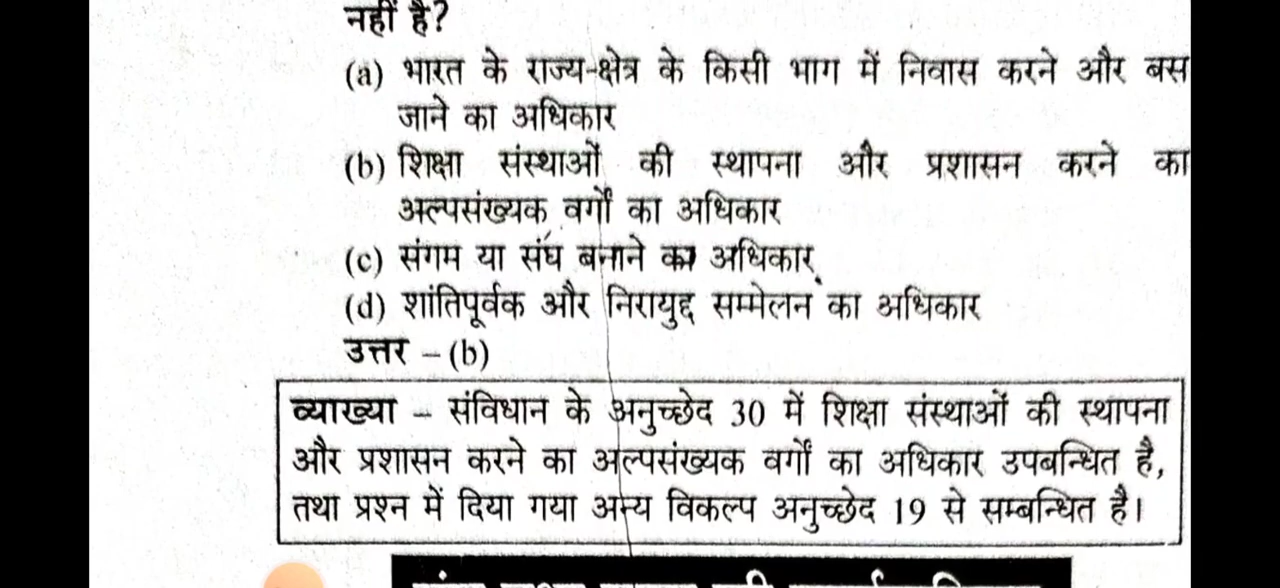 नहीं है?
(a) भारत के राज्य-क्षेत्र के किसी भाग में निवास करने और बस
जाने का अधिकार
(b) शिक्षा संस्थाओं की स्थापना और प्रशासन करने का
अल्पसंख्यक वर्गों का अधिकार
(c) संगम या संघ बनाने का अधिकार
(d) शांतिपूर्वक और निरायुद्द सम्मेलन का अधिकार
उत्तर – (b)
व्याख्या – संविधान के अनुच्छेद 30 में शिक्षा संस्थाओं की स्थापना
और प्रशासन करने का अल्पसंख्यक वर्गों का अधिकार उपबन्धित है,
तथा प्रश्न में दिया गया अन्य विकल्प अनुच्छेद 19 से सम्बन्धित है।